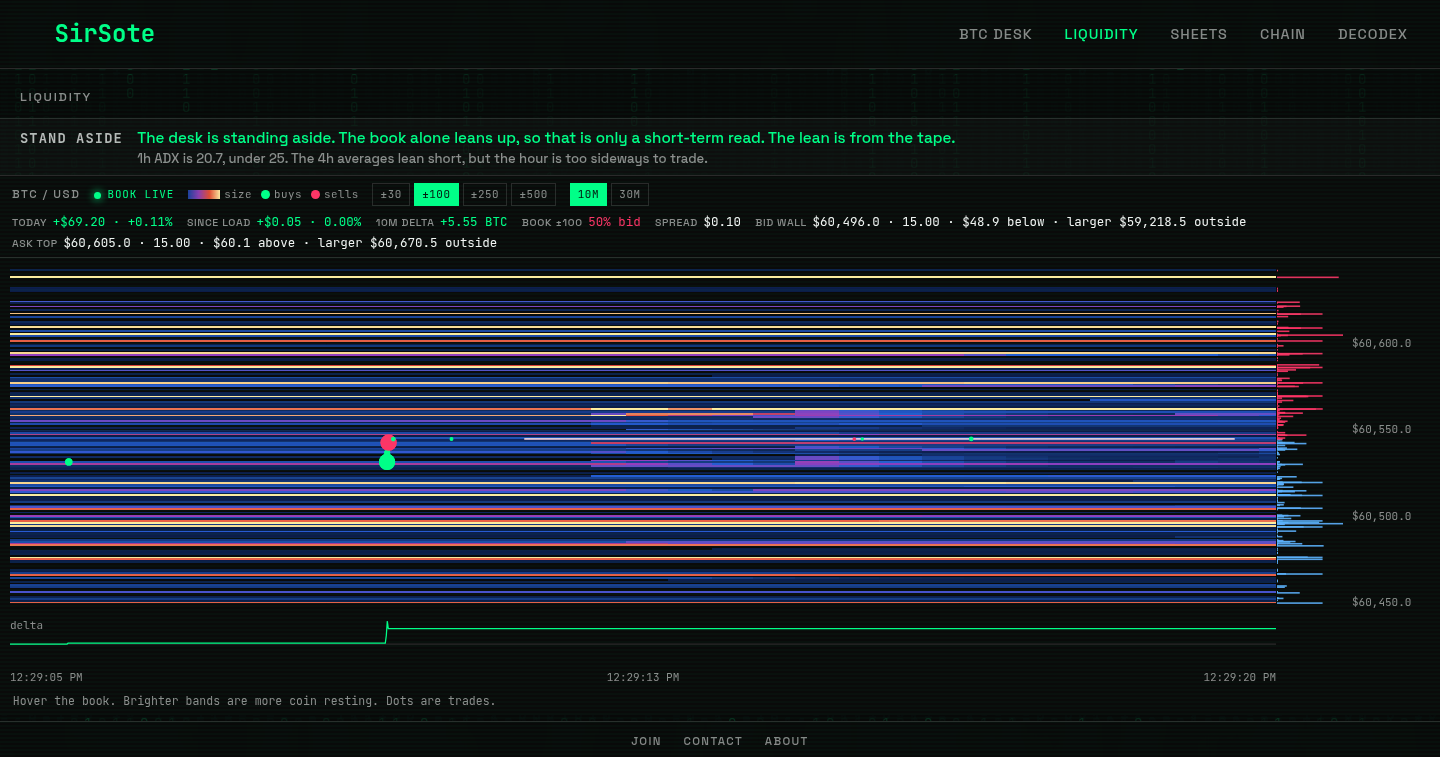 SirSote
BTC DESK LIQUIDITY SHEETS CHAIN DECODEX
LIQUIDITY
STAND ASIDE The desk is standing aside. The book alone leans up, so that is only a short-term read. The lean is from the tape.
1h ADX is 20.7, under 25. The 4h averages lean short, but the hour is too sideways to trade.
BTC / USD BOOK LIVE size buys sells ±30 ±100 ±250 ±500 10M 30M
TODAY +$69.20 · +0.11% SINCE LOAD +$0.05 · 0.00% 10M DELTA +5.55 BTC BOOK ±100 50% bid SPREAD $0.10 BID WALL $60,496.0 · 15.00 · $48.9 below · larger $59,218.5 outside
ASK TOP $60,605.0 · 15.00 · $60.1 above · larger $60,670.5 outside
$60,600.0
$60,550.0
$60,500.0
$60,450.0
delta
12:29:05 PM 12:29:13 PM 12:29:20 PM
Hover the book. Brighter bands are more coin resting. Dots are trades.
JOIN CONTACT ABOUT